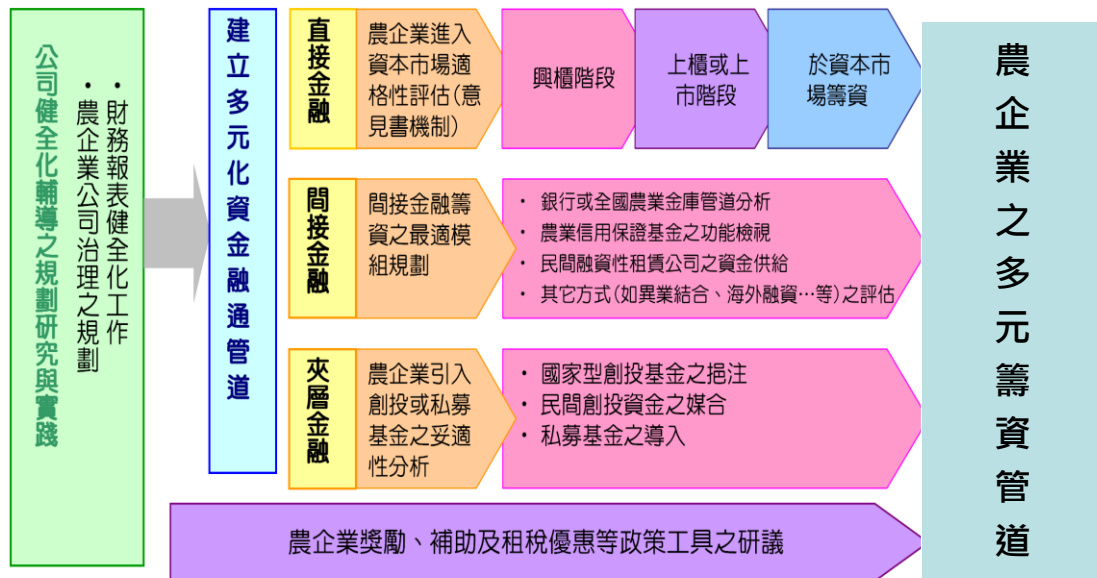 公司健全化輔導之規劃研究與實踐
・財務報表健全化工作
・農企業公司治理之規劃
建立多元化資金融通管道
直接金融
農企業進入
資本市場適
格性評估(意
見書機制)
興櫃階段
上櫃或上
市階段
於資本市
場籌資
間接金融
間接金融籌
資之最適模
組規劃
・銀行或全國農業金庫管道分析
・農業信用保證基金之功能檢視
・民間融資性租賃公司之資金供給
・其它方式(如異業結合、海外融資…等)之評估
夾層金融
農企業引入
創投或私募
基金之妥適
性分析
・國家型創投基金之挹注
・民間創投資金之媒合
・私募基金之導入
農企業獎勵、補助及租稅優惠等政策工具之研議
農企業之多元籌資管道